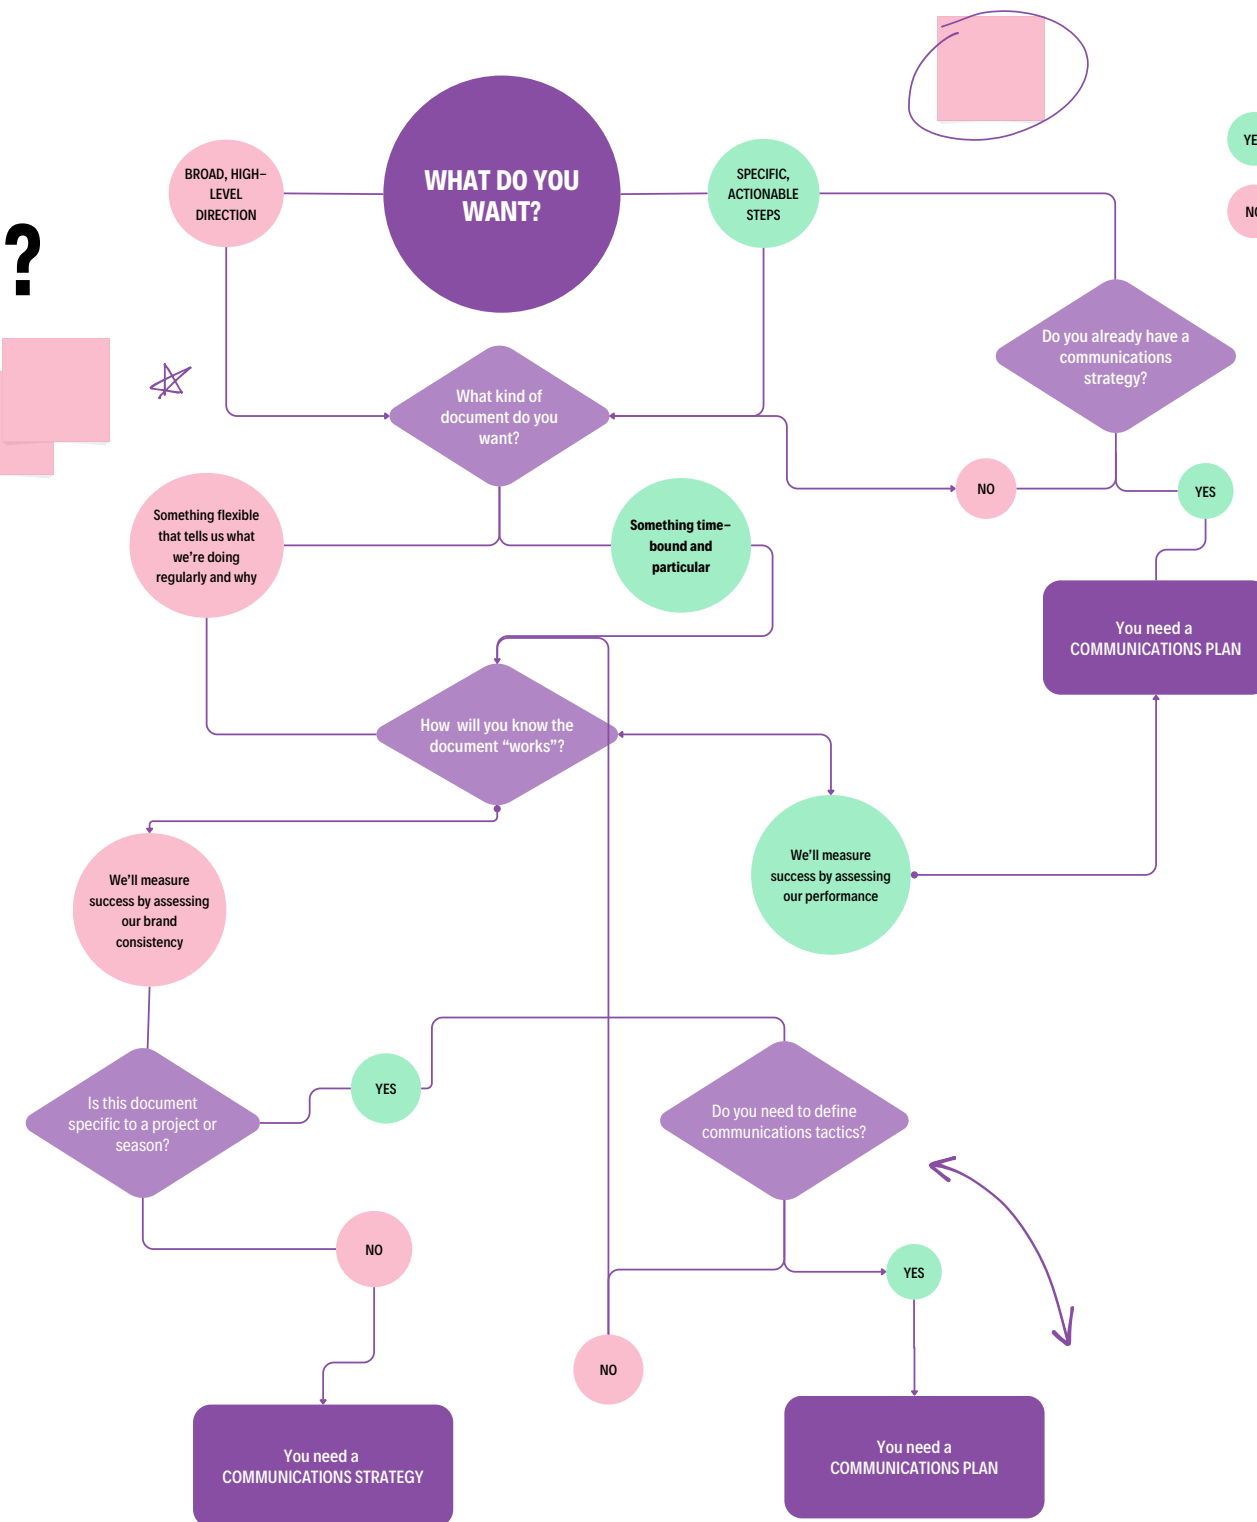 WHAT DO YOU
WANT?
BROAD, HIGH-
LEVEL
DIRECTION
SPECIFIC,
ACTIONABLE
STEPS
?
Do you already have a
communications
strategy?
What kind of
document do you
want?
NO
YES
Something flexible
that tells us what
we're doing
regularly and why
Something time-
bound and
particular
You need a
COMMUNICATIONS PLAN
How will you know the
document “works”?
We'll measure
success by assessing
our performance
We'll measure
success by assessing
our brand
consistency
Is this document
specific to a project or
season?
YES
Do you need to define
communications tactics?
NO
YES
NO
You need a
COMMUNICATIONS STRATEGY
You need a
COMMUNICATIONS PLAN